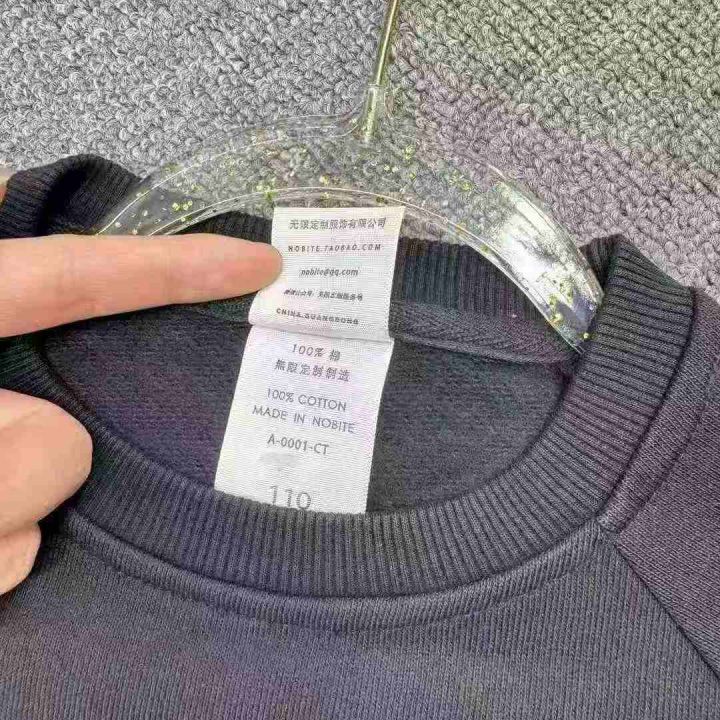 无限定制服饰有限公司
NOBITE.TAOBAO.COM
nobite@qq.com
CHINA.GUANGDONG
100% 棉
無限定制制造
100% COTTON
MADE IN NOBITE
A-0001-CT
110